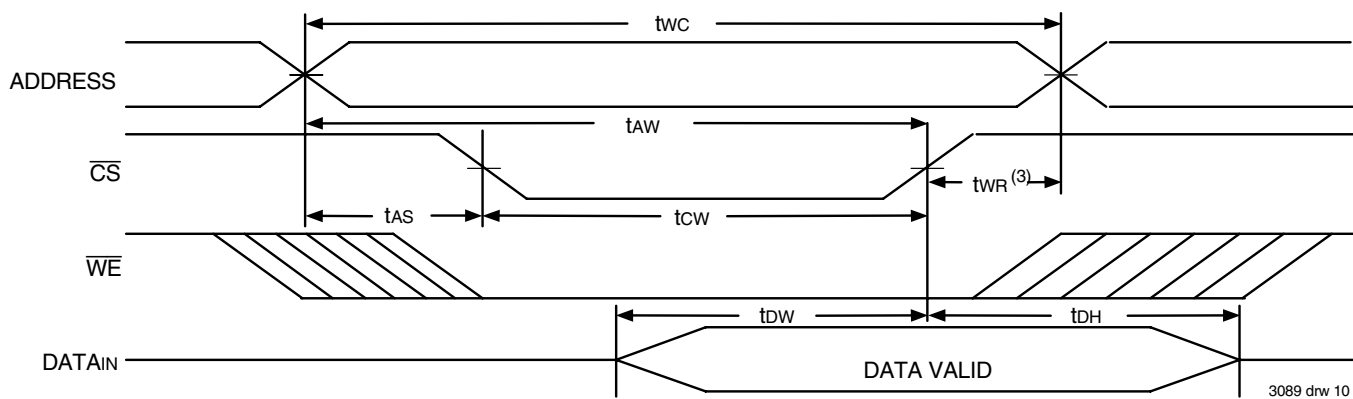 tWC
ADDRESS
tAW
CS
tWR (3)
tAS
tCW
WE
tDW
tDH
DATAIN
DATA VALID
3089 drw 10